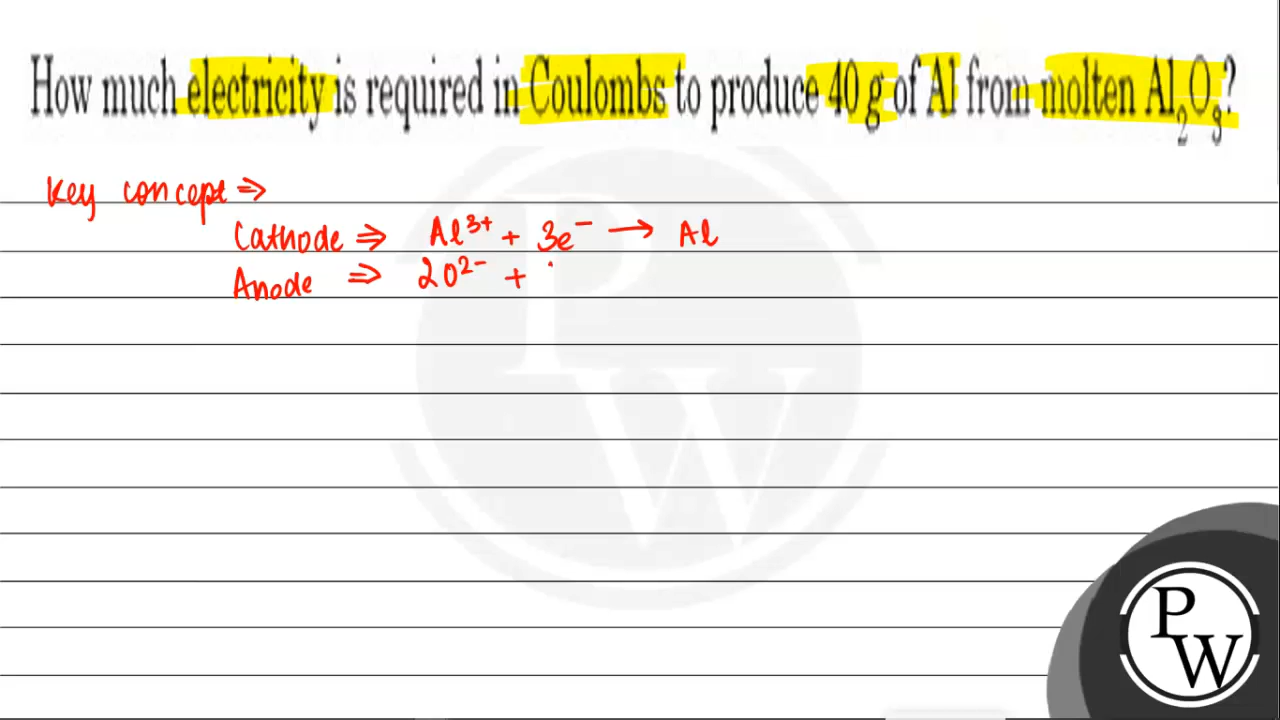 How much electricity is required in Coulombs to produce 40 g of Al from molten Al₂O₃?
Key concept ⇒
Cathode ⇒ Al³⁺ + 3e⁻ → Al
Anode ⇒ 2O²⁻ +
P
W
P
W